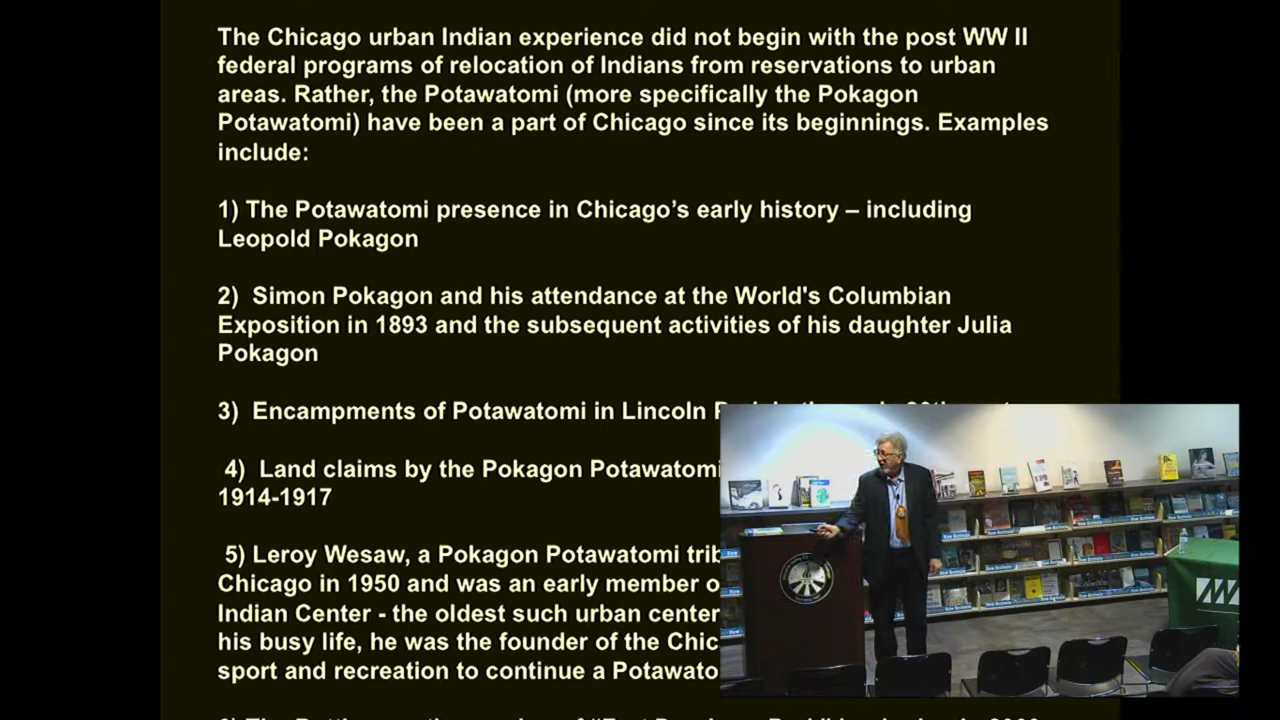 The Chicago urban Indian experience did not begin with the post WW II
federal programs of relocation of Indians from reservations to urban
areas. Rather, the Potawatomi (more specifically the Pokagon
Potawatomi) have been a part of Chicago since its beginnings. Examples
include:
1) The Potawatomi presence in Chicago's early history – including
Leopold Pokagon
2) Simon Pokagon and his attendance at the World's Columbian
Exposition in 1893 and the subsequent activities of his daughter Julia
Pokagon
3) Encampments of Potawatomi in Lincoln
4) Land claims by the Pokagon Potawatomi
1914-1917
5) Leroy Wesaw, a Pokagon Potawatomi
Chicago in 1950 and was an early member
Indian Center - the oldest such urban center
his busy life, he was the founder of the
sport and recreation to continue a